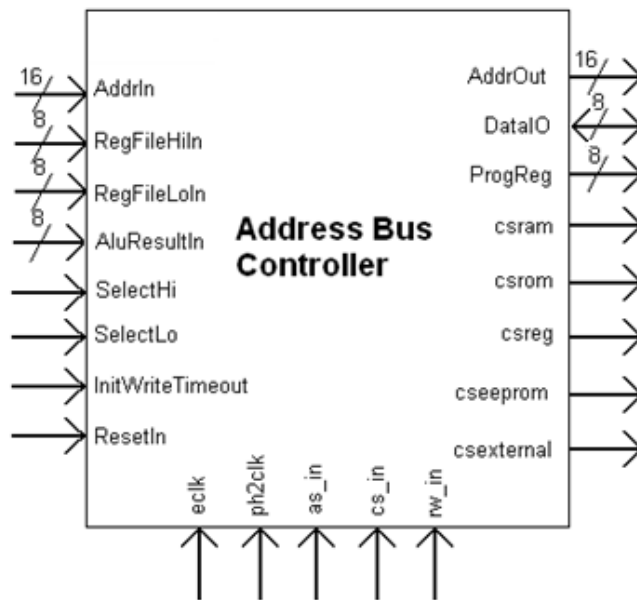 16
AddrIn
8
RegFileHiIn
8
RegFileLoIn
8
AluResultIn
SelectHi
SelectLo
InitWriteTimeout
ResetIn
Address Bus
Controller
16
AddrOut
8
DataIO
ProgReg
8
csram
csrom
csreg
cseeprom
csexternal
eclk
ph2clk
as_in
cs_in
rw_in